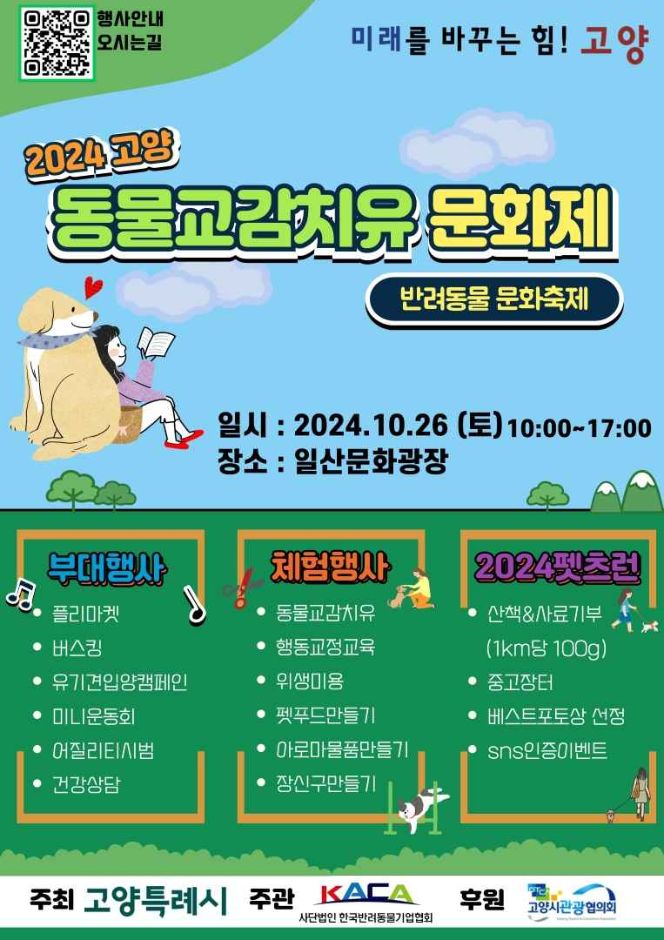 행사안내
오시는길
미래를 바꾸는 힘! 고양
2024 고양
동물교감치유 문화제
반려동물 문화축제
일시 : 2024.10.26 (토) 10:00~17:00
장소 : 일산문화광장
부대행사
플리마켓
버스킹
유기견입양캠페인
미니운동회
어질리티시범
건강상담
체험행사
동물교감치유
행동교정교육
위생미용
펫푸드만들기
아로마물품만들기
장신구만들기
2024펫츠런
산책&사료기부
(1km당 100g)
중고장터
베스트포토상 선정
sns인증이벤트
주최 고양특례시 주관 KACA 후원 고양시관광협의회
사단법인 한국반려동물기업협회